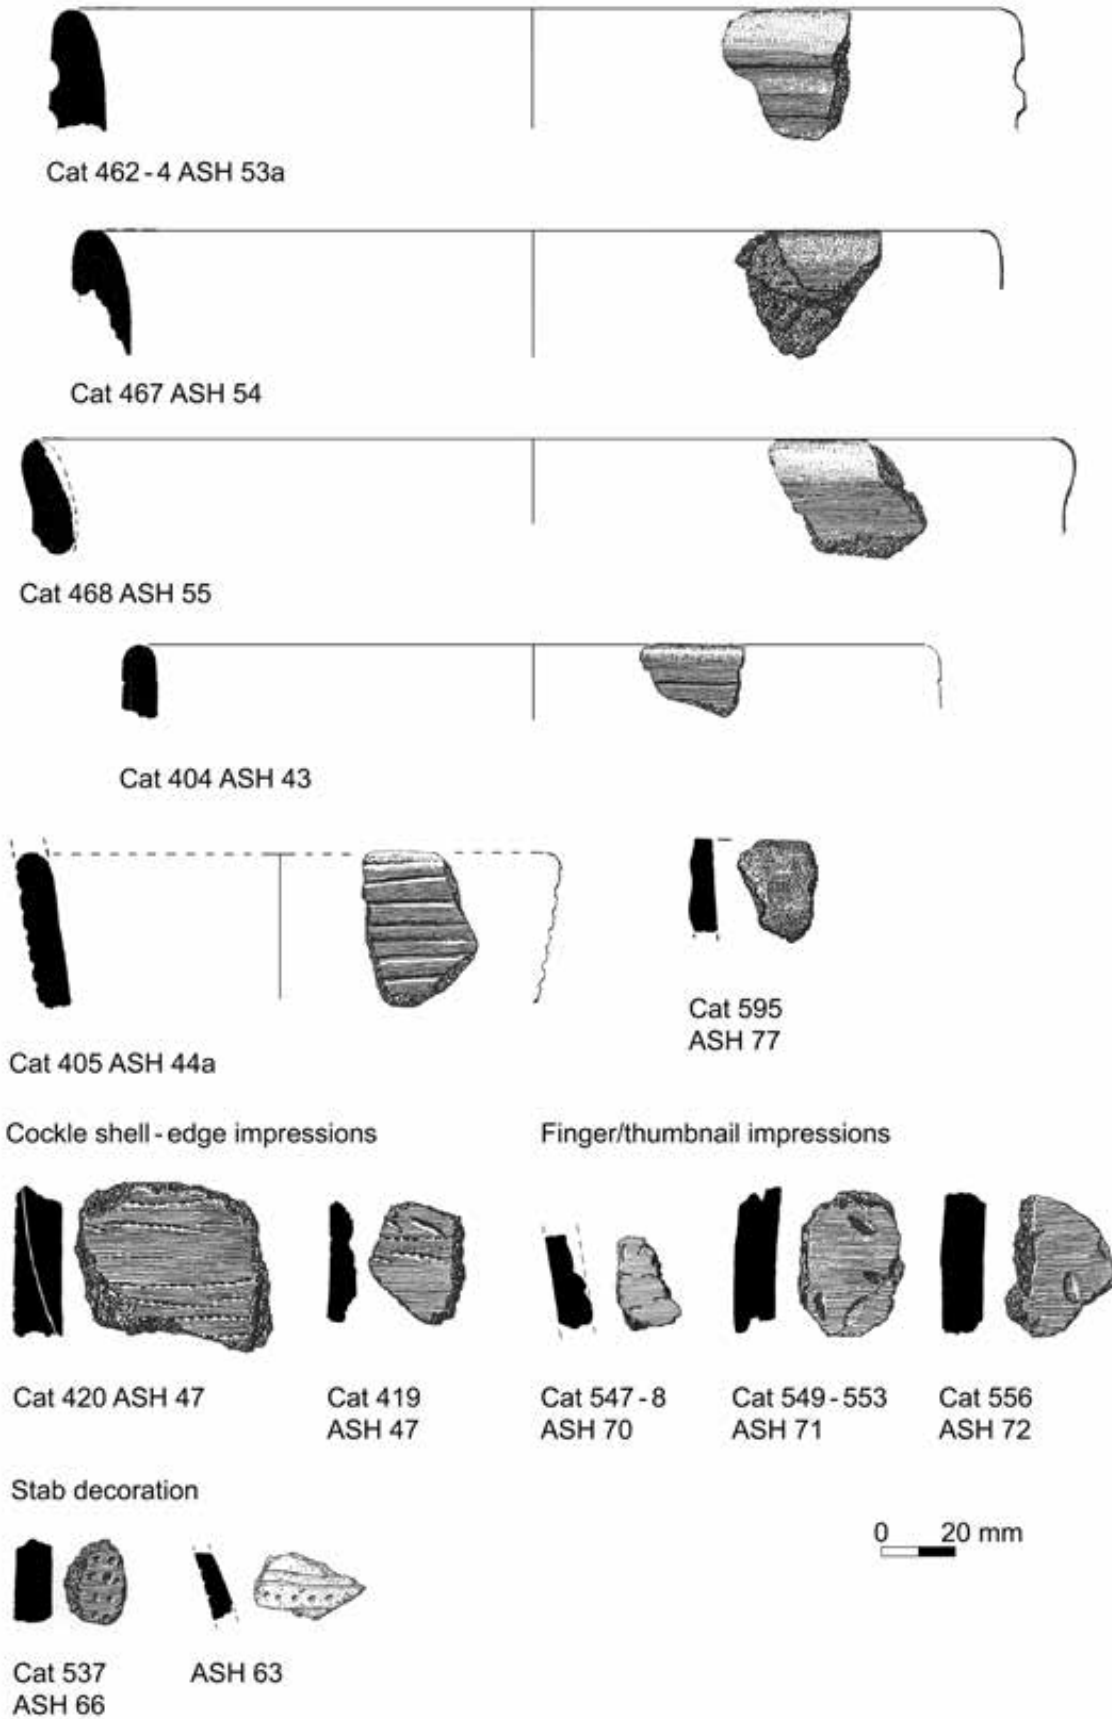 Cat 462-4 ASH 53a
Cat 467 ASH 54
Cat 468 ASH 55
Cat 404 ASH 43
Cat 405 ASH 44a
Cat 595
ASH 77
Cockle shell-edge impressions
Finger/thumbnail impressions
Cat 420 ASH 47
Cat 419
ASH 47
Cat 547-8
ASH 70
Cat 549-553
ASH 71
Cat 556
ASH 72
Stab decoration
0 20 mm
Cat 537
ASH 66
ASH 63